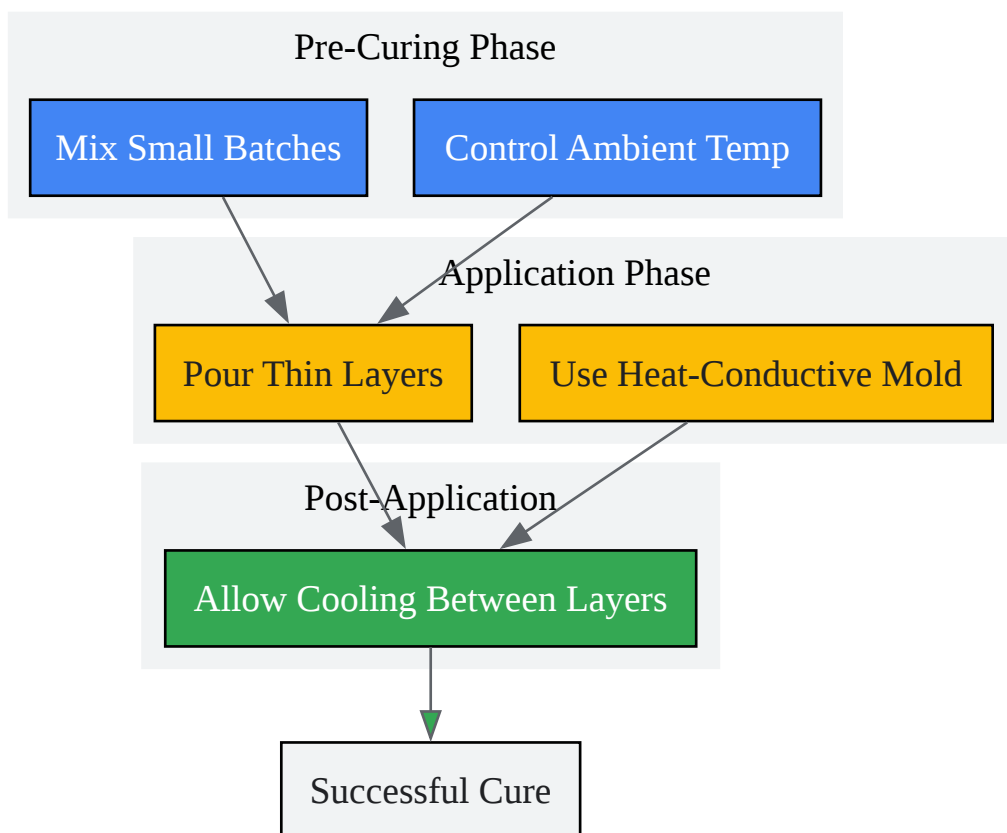 Pre-Curing Phase
Mix Small Batches
Control Ambient Temp
Application Phase
Pour Thin Layers
Use Heat-Conductive Mold
Post-Application
Allow Cooling Between Layers
Successful Cure